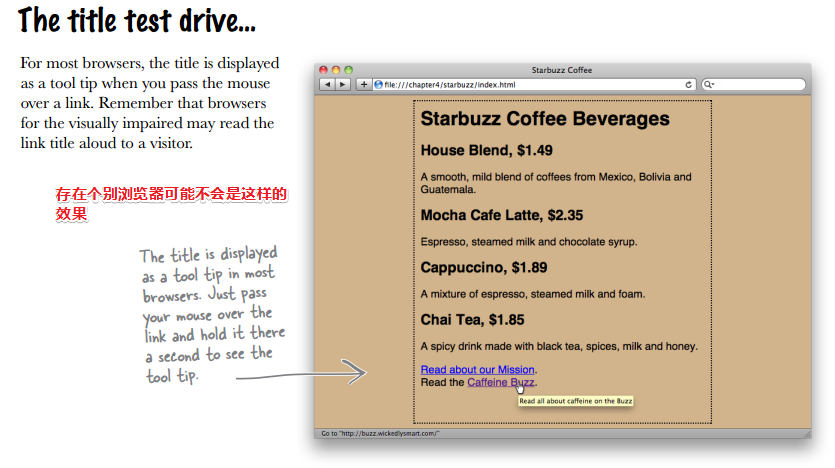 The title test drive...
For most browsers, the title is displayed
as a tool tip when you pass the mouse
over a link. Remember that browsers
for the visually impaired may read the
link title aloud to a visitor.
存在个别浏览器可能不会是这样的
效果
The title is displayed
as a tool tip in most
browsers. Just pass
your mouse over the
link and hold it there
a second to see the
tool tip.
Starbuzz Coffee
file:///chapter4/starbuzz/index.html
Starbuzz Coffee Beverages
House Blend, $1.49
A smooth, mild blend of coffees from Mexico, Bolivia and
Guatemala.
Mocha Cafe Latte, $2.35
Espresso, steamed milk and chocolate syrup.
Cappuccino, $1.89
A mixture of espresso, steamed milk and foam.
Chai Tea, $1.85
A spicy drink made with black tea, spices, milk and honey.
Read about our Mission.
Read the Caffeine Buzz.
Read all about caffeine on the Buzz
Go to "http://buzz.wickedlysmart.com/"